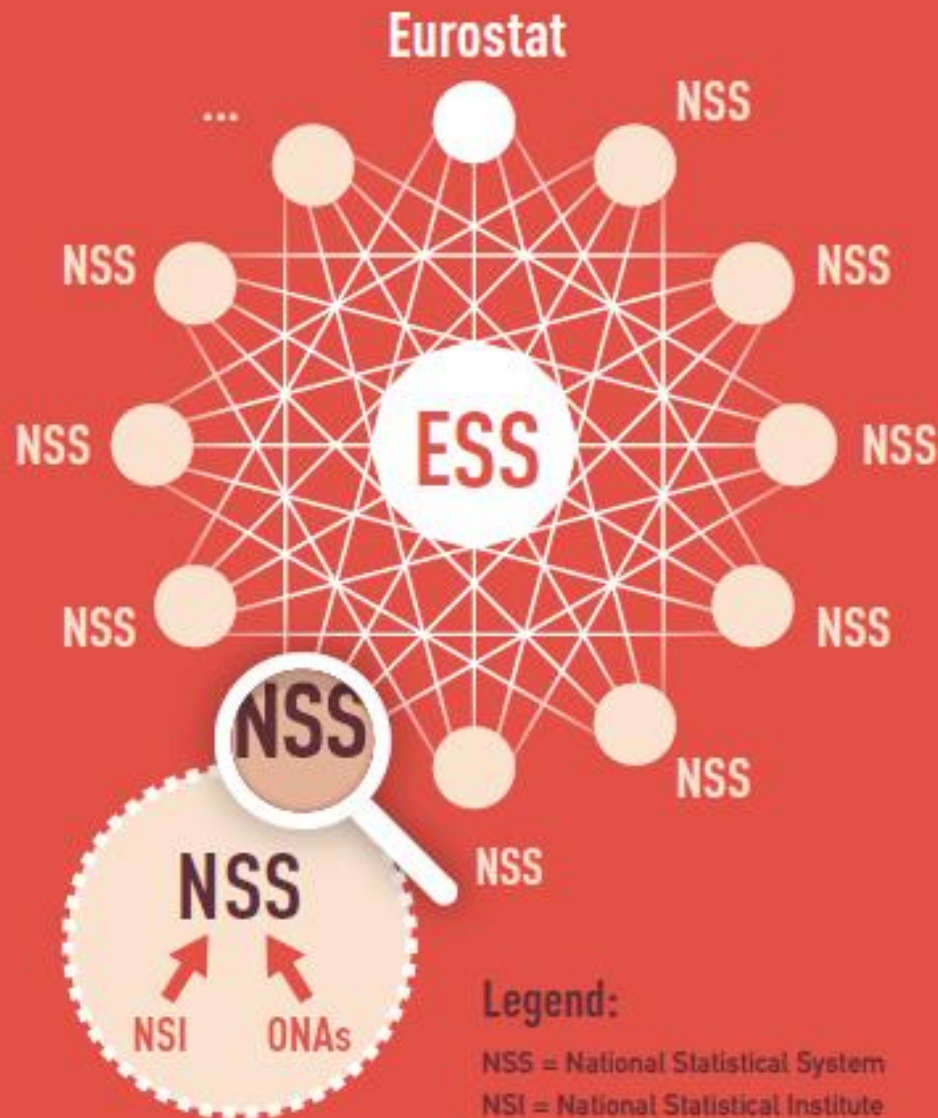 Eurostat
...
NSS
NSS
NSS
NSS
ESS
NSS
NSS
NSS
NSS
NSS
NSS
NSS
NSI
ONAs
Legend:
NSS = National Statistical System
NSI = National Statistical Institute